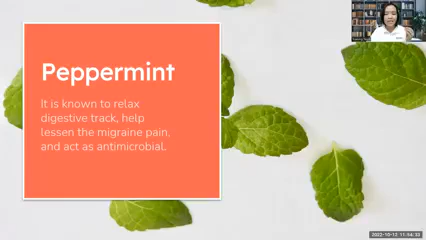 Peppermint
It is known to relax
digestive track, help
lessen the migraine pain,
and act as antimicrobial.
2022-10-12 11:54:33